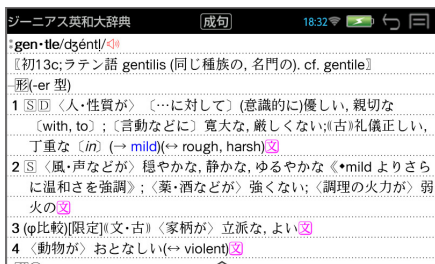 ジーニアス英和大辞典 成句 18:32
gen･tle/dʒéntl/
〖初13c;ラテン語 gentilis (同じ種族の, 名門の). cf. gentile〗
―形(-er 型)
1 S D 〈人・性質が〉〔…に対して〕(意識的に)優しい, 親切な
〔with, to〕;〔言動などに〕寛大な, 厳しくない;《古》礼儀正しい,
丁重な〔in〕(→ mild)(↔ rough, harsh)文
2 S 〈風・声などが〉穏やかな, 静かな, ゆるやかな《◆mild よりさら
に温和さを強調》;〈薬・酒などが〉強くない;〈調理の火力が〉弱
火の文
3 (φ比較)[限定]《文・古》〈家柄が〉立派な, よい文
4 〈動物が〉おとなしい(↔ violent)文